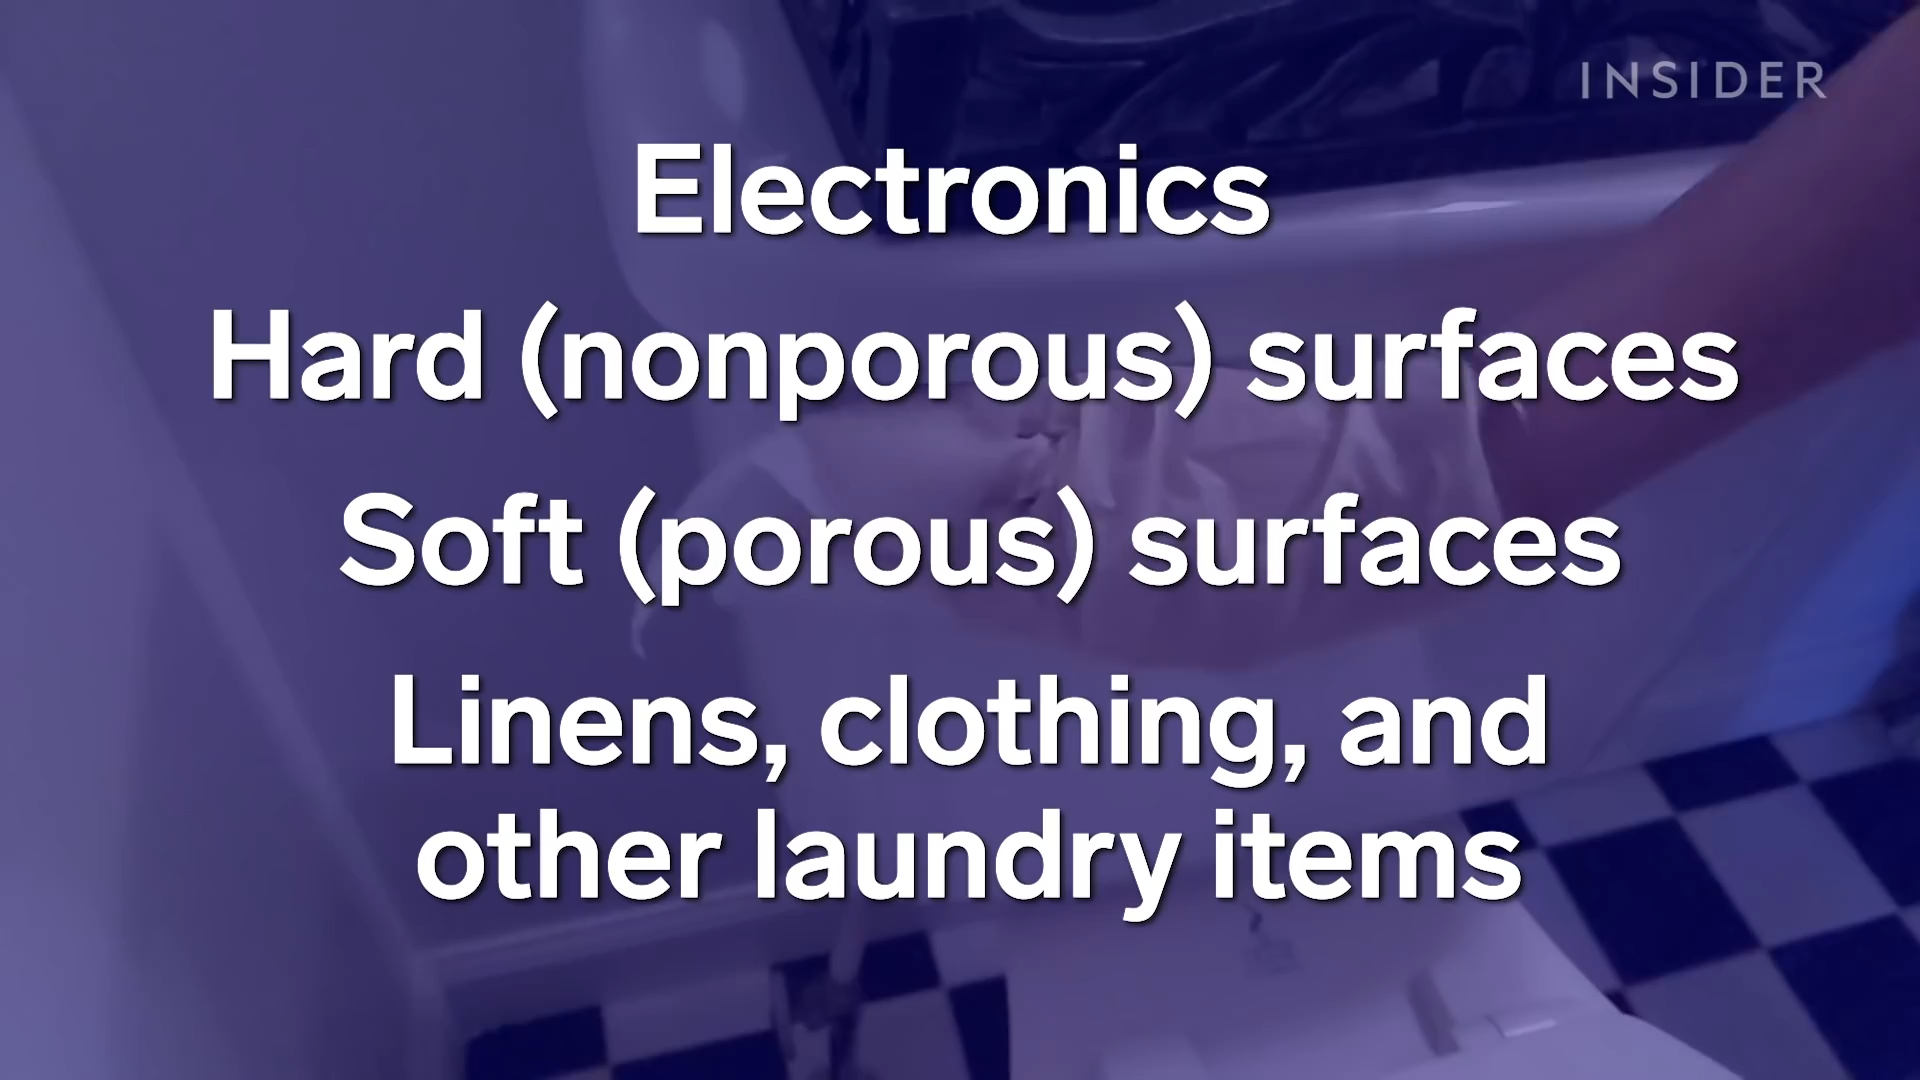 INSIDER
Electronics
Hard (nonporous) surfaces
Soft (porous) surfaces
Linens, clothing, and
other laundry items